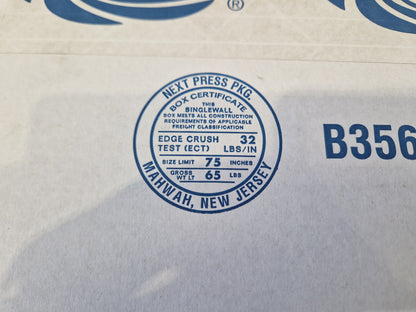 ®
NEXT PRESS PKG.
BOX CERTIFICATE
THIS
SINGLEWALL
BOX MEETS ALL CONSTRUCTION
REQUIREMENTS OF APPLICABLE
FREIGHT CLASSIFICATION
EDGE CRUSH 32
TEST (ECT) LBS/IN
SIZE LIMIT 75 INCHES
GROSS
WT LT 65 LBS
MAHWAH, NEW JERSEY
B356